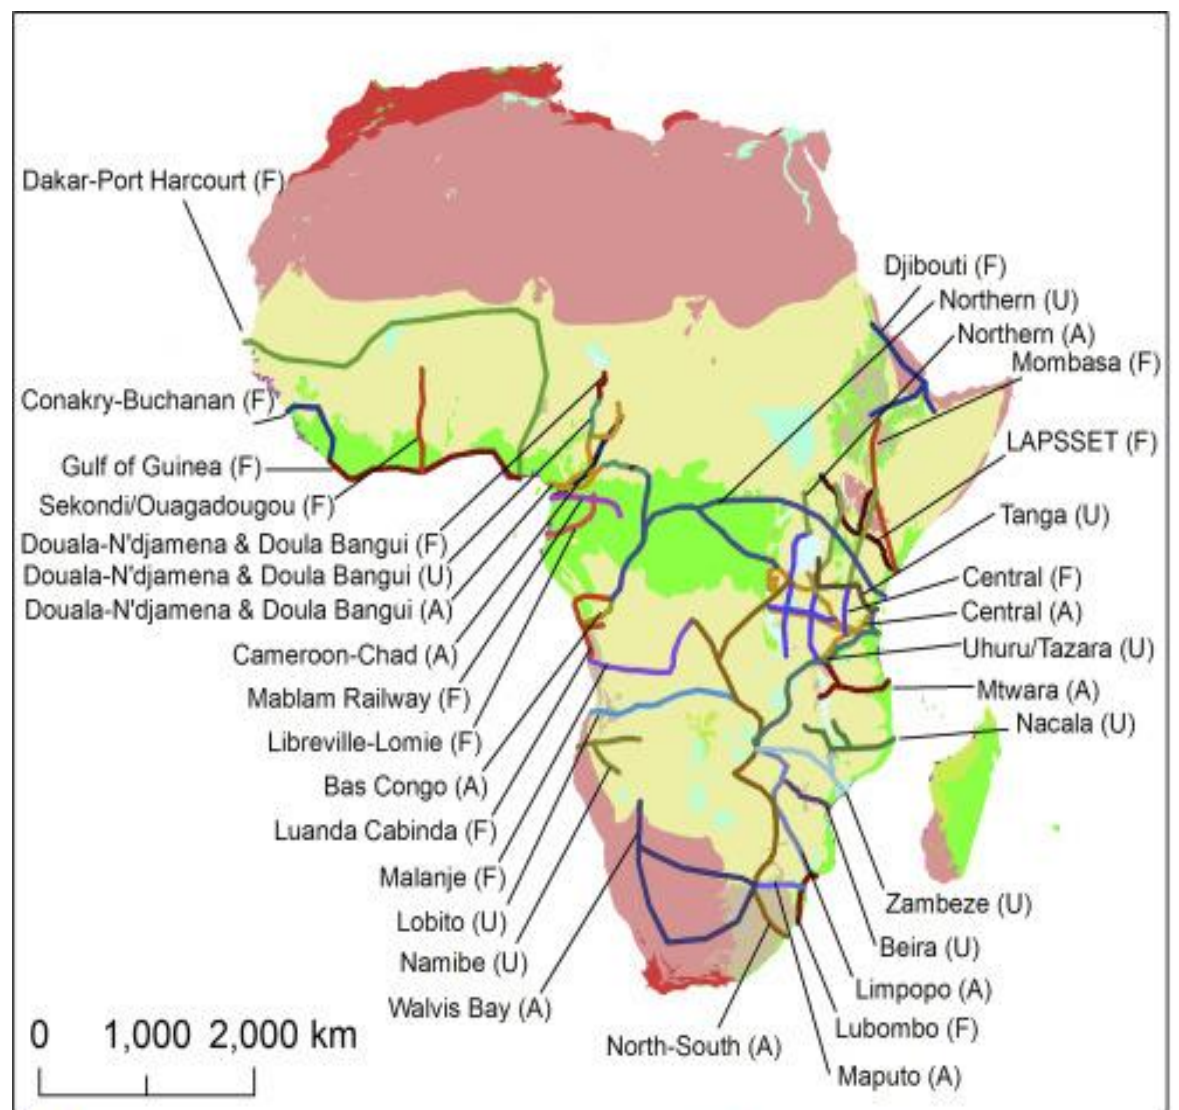 Dakar-Port Harcourt (F)
Conakry-Buchanan (F)
Gulf of Guinea (F)
Sekondi/Ouagadougou (F)
Douala-N'djamena & Doula Bangui (F)
Douala-N'djamena & Doula Bangui (U)
Douala-N'djamena & Doula Bangui (A)
Cameroon-Chad (A)
Mablam Railway (F)
Libreville-Lomie (F)
Bas Congo (A)
Luanda Cabinda (F)
Malanje (F)
Lobito (U)
Namibe (U)
Walvis Bay (A)
North-South (A)
Djibouti (F)
Northern (U)
Northern (A)
Mombasa (F)
LAPSSET (F)
Tanga (U)
Central (F)
Central (A)
Uhuru/Tazara (U)
Mtwara (A)
Nacala (U)
Zambeze (U)
Beira (U)
Limpopo (A)
Lubombo (F)
Maputo (A)
0 1,000 2,000 km